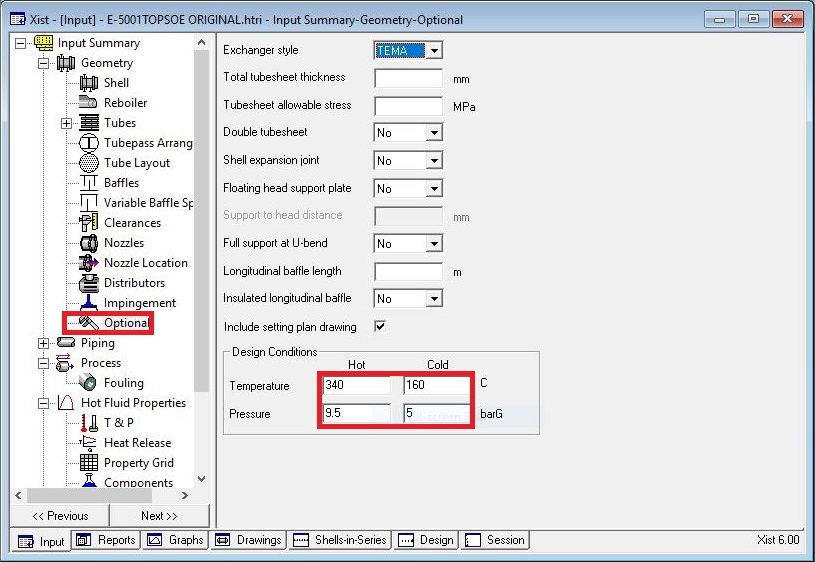 Xist - [Input] - E-5001TOPSOE ORIGINAL.htri - Input Summary-Geometry-Optional
Input Summary
Geometry
Shell
Reboiler
Tubes
Tubepass Arrang
Tube Layout
Baffles
Variable Baffle Sp
Clearances
Nozzles
Nozzle Location
Distributors
Impingement
Optional
Piping
Process
Fouling
Hot Fluid Properties
T & P
Heat Release
Property Grid
Components
<< Previous
Next >>
Exchanger style TEMA
Total tubesheet thickness mm
Tubesheet allowable stress MPa
Double tubesheet No
Shell expansion joint No
Floating head support plate No
Support to head distance mm
Full support at U-bend No
Longitudinal baffle length m
Insulated longitudinal baffle No
Include setting plan drawing
Design Conditions
Hot Cold
Temperature 340 160 C
Pressure 9.5 5 barG
Input Reports Graphs Drawings Shells-in-Series Design Session Xist 6.00